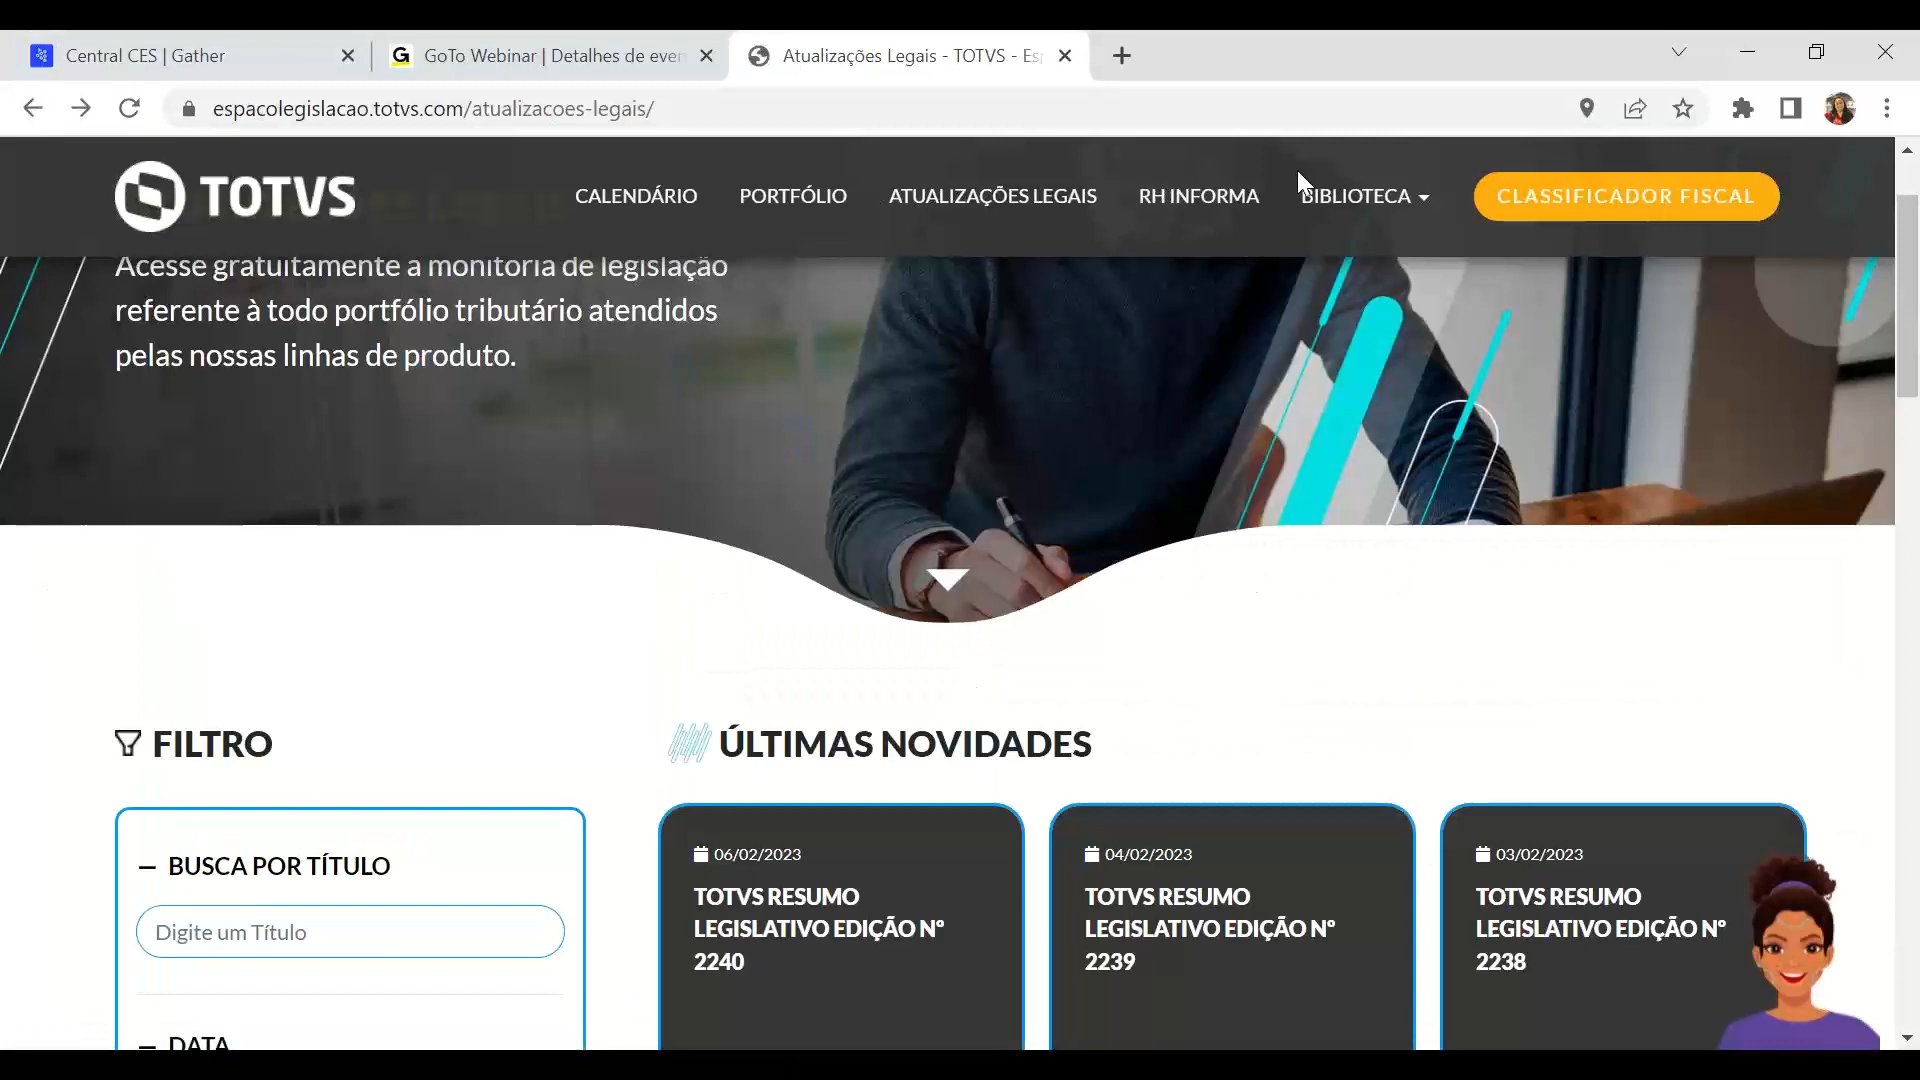 Central CES | Gather
GoTo Webinar | Detalhes de even
Atualizações Legais - TOTVS - Es
espacolegislacao.totvs.com/atualizacoes-legais/
TOTVS
CALENDÁRIO
PORTFÓLIO
ATUALIZAÇÕES LEGAIS
RH INFORMA
BIBLIOTECA
CLASSIFICADOR FISCAL
Acesse gratuitamente a monitoria de legislação
referente à todo portfólio tributário atendidos
pelas nossas linhas de produto.
FILTRO
BUSCA POR TÍTULO
Digite um Título
DATA
ÚLTIMAS NOVIDADES
06/02/2023
TOTVS RESUMO
LEGISLATIVO EDIÇÃO Nº
2240
04/02/2023
TOTVS RESUMO
LEGISLATIVO EDIÇÃO Nº
2239
03/02/2023
TOTVS RESUMO
LEGISLATIVO EDIÇÃO Nº
2238